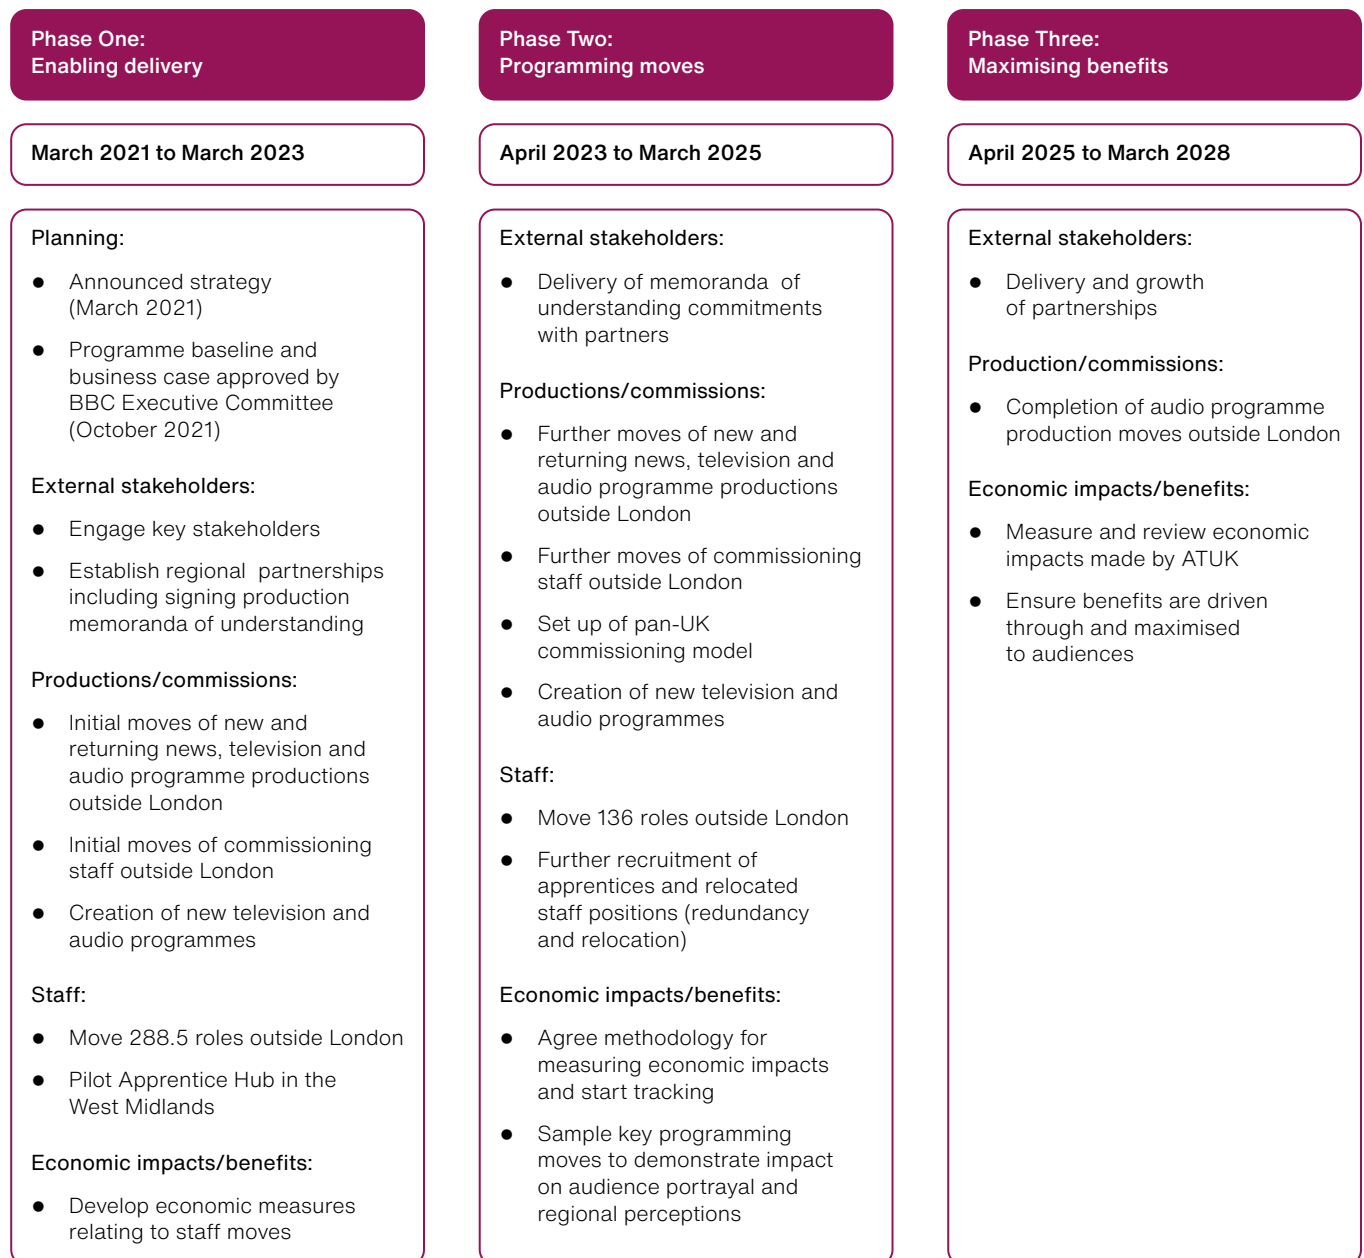 Phase One:
Enabling delivery
March 2021 to March 2023
Planning:
● Announced strategy
(March 2021)
● Programme baseline and
business case approved by
BBC Executive Committee
(October 2021)
External stakeholders:
● Engage key stakeholders
● Establish regional partnerships
including signing production
memoranda of understanding
Productions/commissions:
● Initial moves of new and
returning news, television and
audio programme productions
outside London
● Initial moves of commissioning
staff outside London
● Creation of new television and
audio programmes
Staff:
● Move 288.5 roles outside London
● Pilot Apprentice Hub in the
West Midlands
Economic impacts/benefits:
● Develop economic measures
relating to staff moves
Phase Two:
Programming moves
April 2023 to March 2025
External stakeholders:
● Delivery of memoranda of
understanding commitments
with partners
Productions/commissions:
● Further moves of new and
returning news, television and
audio programme productions
outside London
● Further moves of commissioning
staff outside London
● Set up of pan-UK
commissioning model
● Creation of new television and
audio programmes
Staff:
● Move 136 roles outside London
● Further recruitment of
apprentices and relocated
staff positions (redundancy
and relocation)
Economic impacts/benefits:
● Agree methodology for
measuring economic impacts
and start tracking
● Sample key programming
moves to demonstrate impact
on audience portrayal and
regional perceptions
Phase Three:
Maximising benefits
April 2025 to March 2028
External stakeholders:
● Delivery and growth
of partnerships
Production/commissions:
● Completion of audio programme
production moves outside London
Economic impacts/benefits:
● Measure and review economic
impacts made by ATUK
● Ensure benefits are driven
through and maximised
to audiences